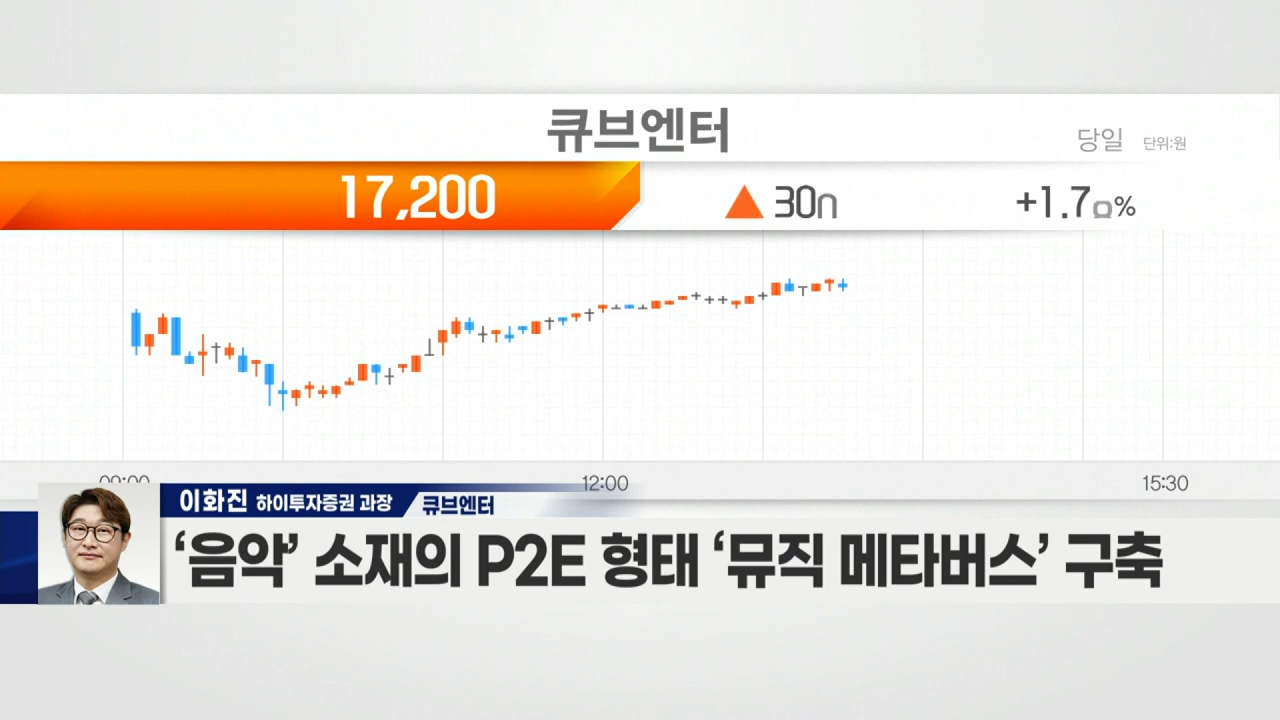 큐브엔터
당일 단위:원
17,200
▲
+1.7
09:00 12:00 15:30
이화진 하이투자증권 과장 큐브엔터
‘음악’ 소재의 P2E 형태 ‘뮤직 메타버스’ 구축